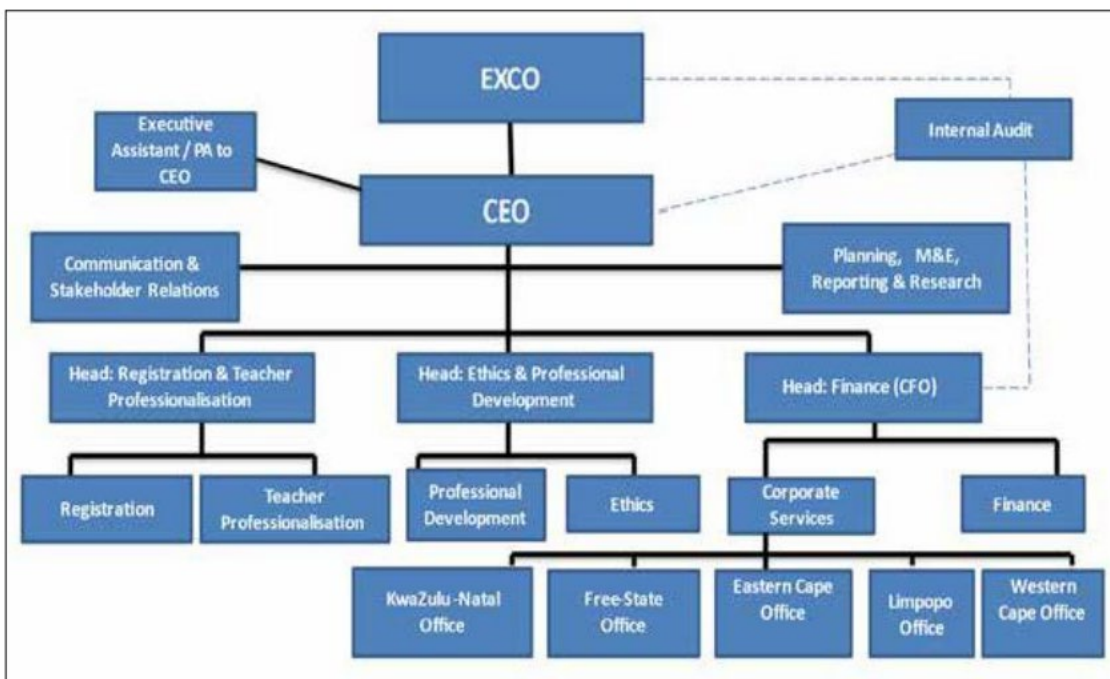 EXCO
Executive
Assistant / PA to
CEO
Internal Audit
CEO
Communication &
Stakeholder Relations
Planning, M&E,
Reporting & Research
Head: Registration & Teacher
Professionalisation
Head: Ethics & Professional
Development
Head: Finance (CFO)
Registration
Teacher
Professionalisation
Professional
Development
Ethics
Corporate
Services
Finance
KwaZulu -Natal
Office
Free-State
Office
Eastern Cape
Office
Limpopo
Office
Western
Cape Office